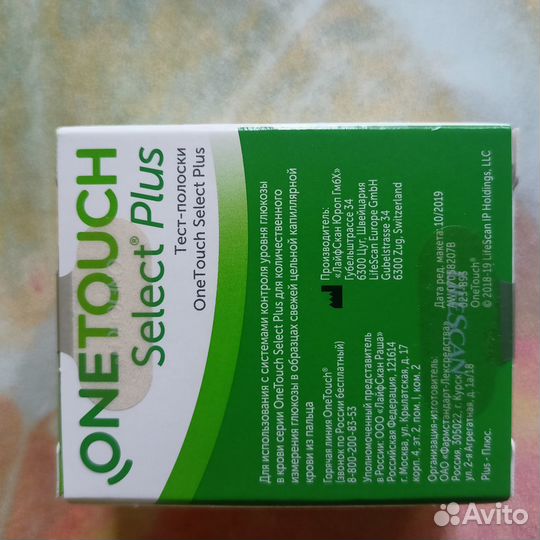 ONETOUCH
Select® Plus
Тест-полоски
OneTouch Select Plus
Для использования с системами контроля уровня глюкозы
в крови серии OneTouch Select Plus для количественного
измерения глюкозы в образцах свежей цельной капиллярной
крови из пальца
Горячая линия OneTouch®
(звонок по России бесплатный)
8-800-200-83-53
Уполномоченный представитель
в России: ООО «ЛайфСкан Раша»
Российская Федерация, 121614
г. Москва, ул. Крылатская, д. 17,
корп. 4, эт. 2, пом. I, ком. 2
Организация-изготовитель:
ОАО «Фармстандарт-Лексредства»
Россия, 305022, г. Курск,
ул. 2-я Агрегатная, д. 1а/18
Plus - Плюс.
Производитель:
«ЛайфСкан Юроп ГмбХ»
Губельштрассе 34
6300 Цуг, Швейцария
LifeScan Europe GmbH
Gubelstrasse 34
6300 Zug, Switzerland
Дата ред. макета: 10/2019
OneTouch®
© 2018-19 LifeScan IP Holdings, LLC
SCAN
Avito